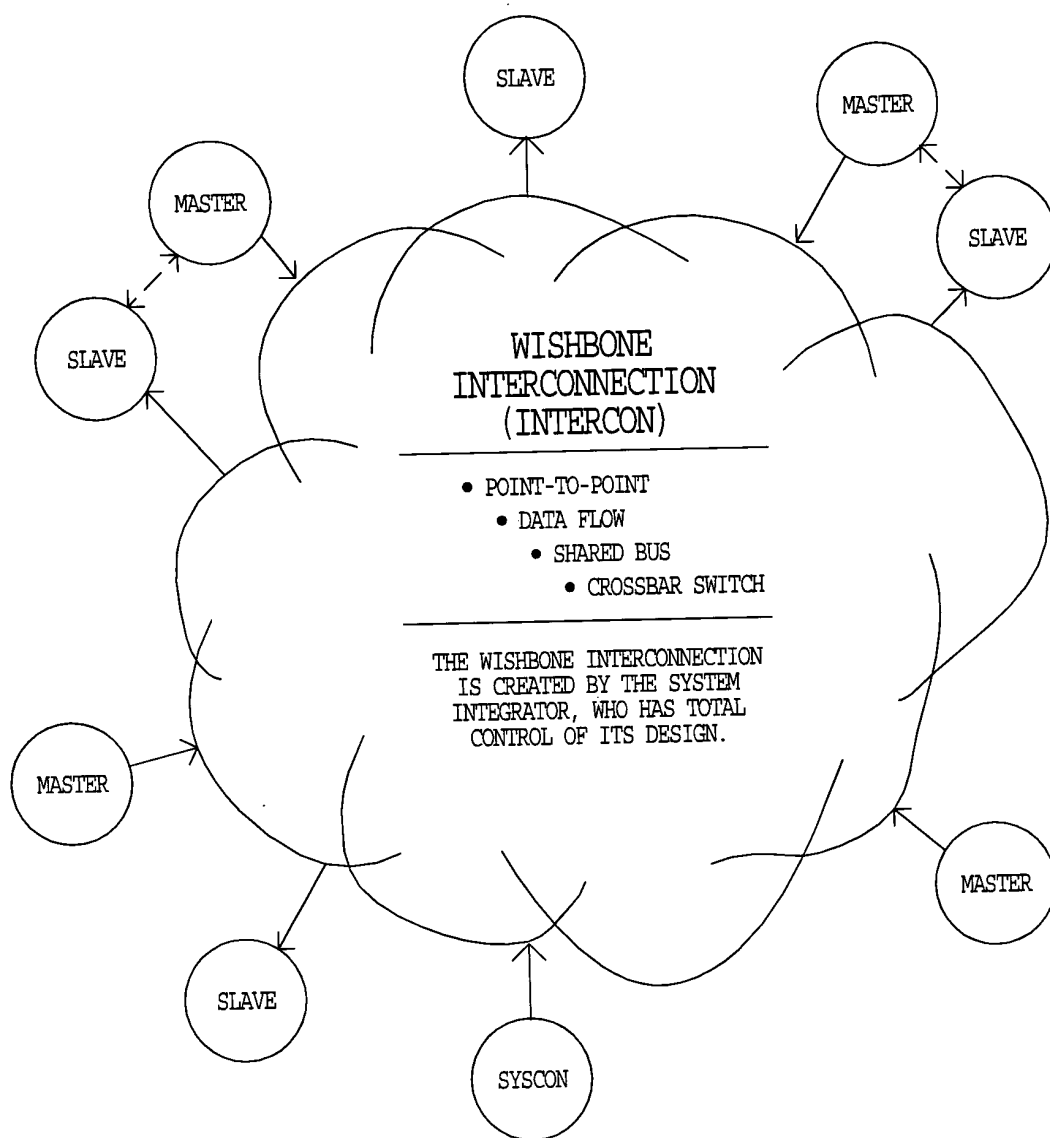 SLAVE
MASTER
MASTER
SLAVE
SLAVE
WISHBONE
INTERCONNECTION
(INTERCON)
• POINT-TO-POINT
• DATA FLOW
• SHARED BUS
• CROSSBAR SWITCH
THE WISHBONE INTERCONNECTION
IS CREATED BY THE SYSTEM
INTEGRATOR, WHO HAS TOTAL
CONTROL OF ITS DESIGN.
MASTER
MASTER
SLAVE
SYSCON